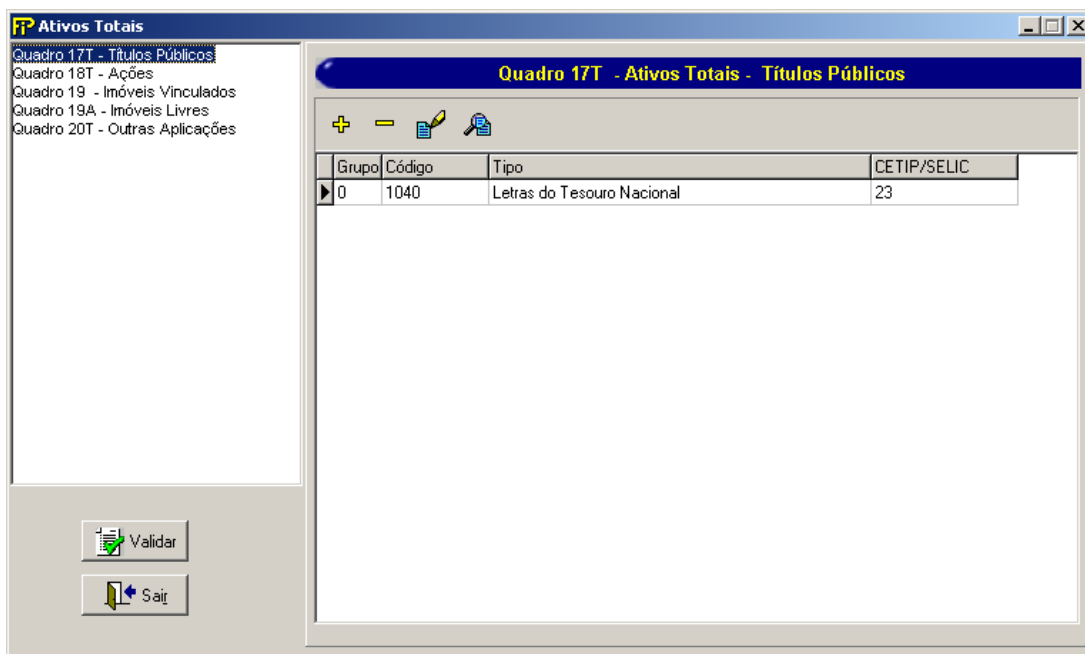 FiP Ativos Totais
Quadro 17T - Títulos Públicos
Quadro 18T - Ações
Quadro 19 - Imóveis Vinculados
Quadro 19A - Imóveis Livres
Quadro 20T - Outras Aplicações
Validar
Sair
Quadro 17T - Ativos Totais - Títulos Públicos
Grupo Código Tipo CETIP/SELIC
0 1040 Letras do Tesouro Nacional 23